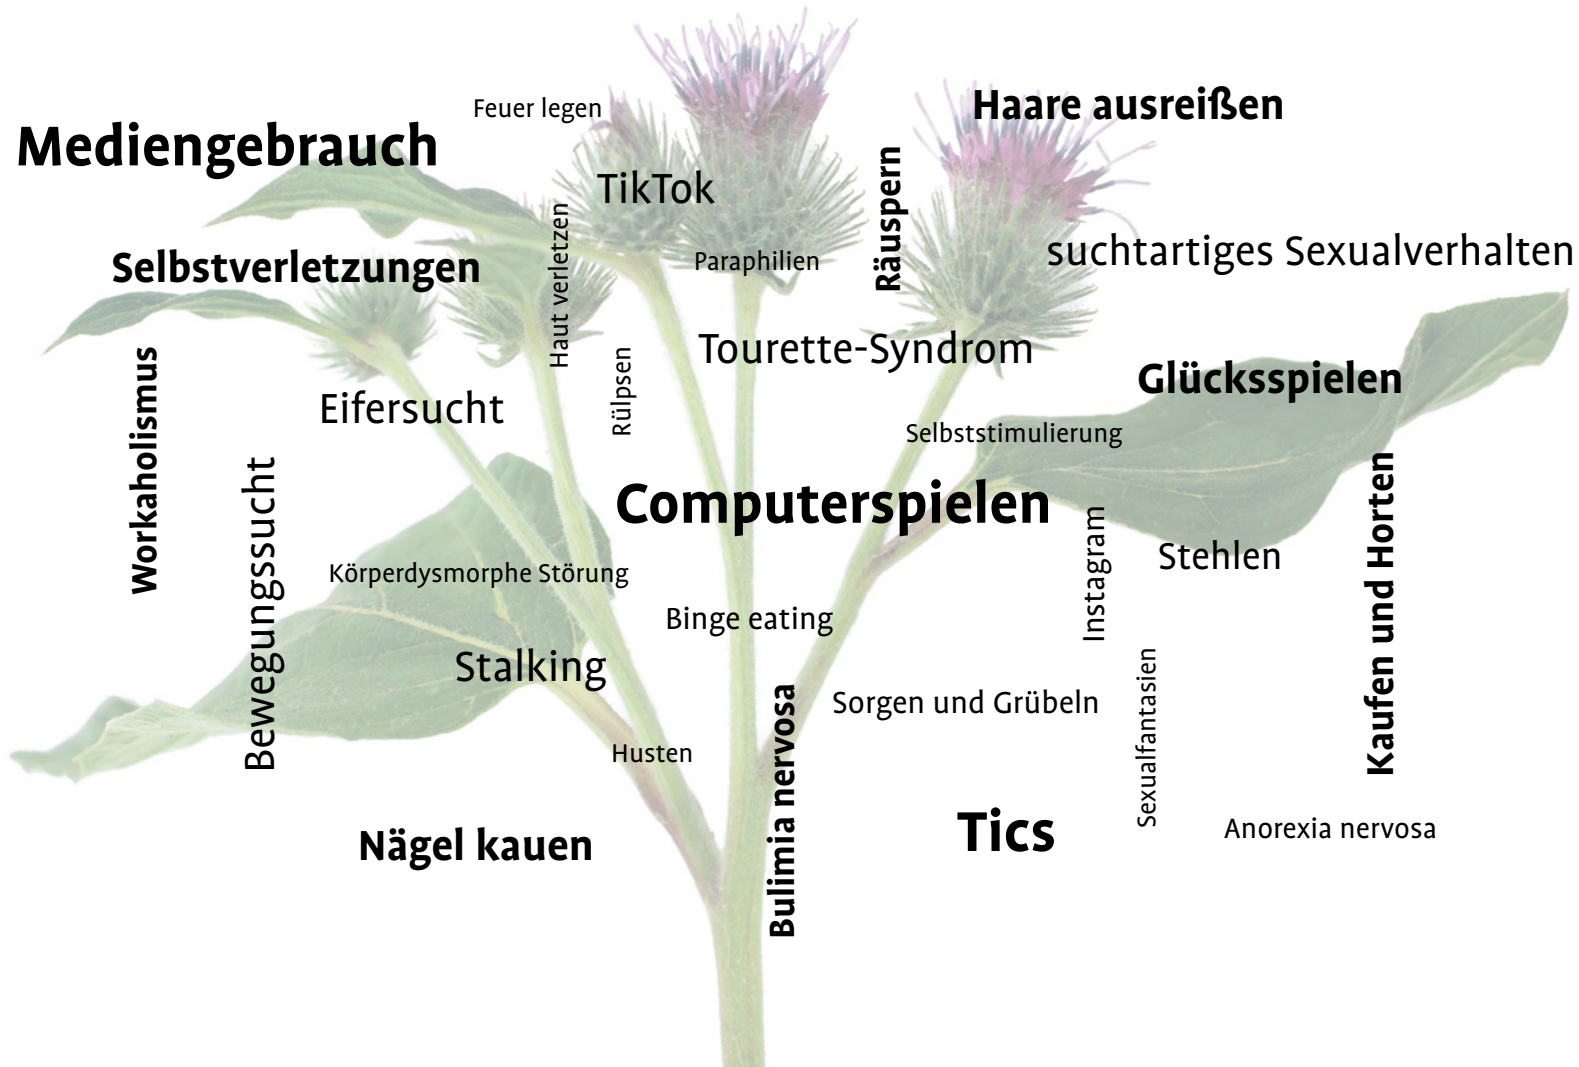 Feuer legen
Haare ausreißen
Mediengebrauch
TikTok
Räuspern
Haut verletzen
suchtartiges Sexualverhalten
Selbstverletzungen
Paraphilien
Tourette-Syndrom
Rülpsen
Glücksspielen
Workaholismus
Eifersucht
Selbststimulierung
Bewegungssucht
Computerspielen
Kaufen und Horten
Instagram
Stehlen
Körperdysmorphe Störung
Binge eating
Stalking
Sorgen und Grübeln
Sexualfantasien
Husten
Bulimia nervosa
Nägel kauen
Tics
Anorexia nervosa